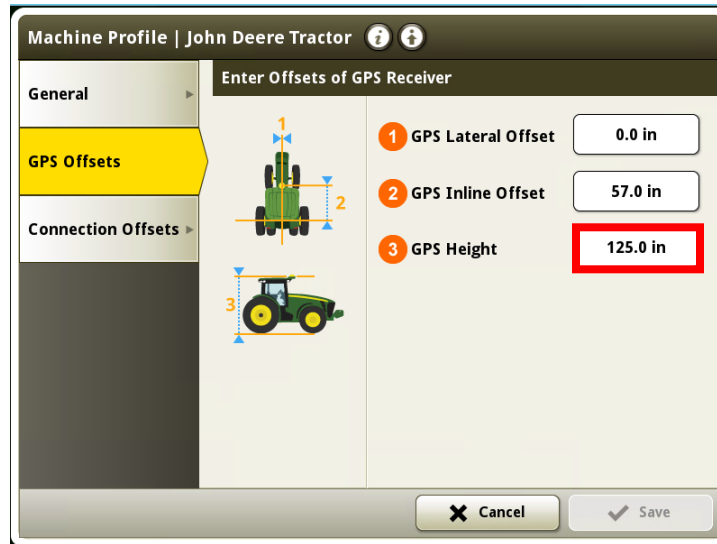 Machine Profile | John Deere Tractor
General
GPS Offsets
Connection Offsets
Enter Offsets of GPS Receiver
1
2
3
1 GPS Lateral Offset 0.0 in
2 GPS Inline Offset 57.0 in
3 GPS Height 125.0 in
Cancel
Save